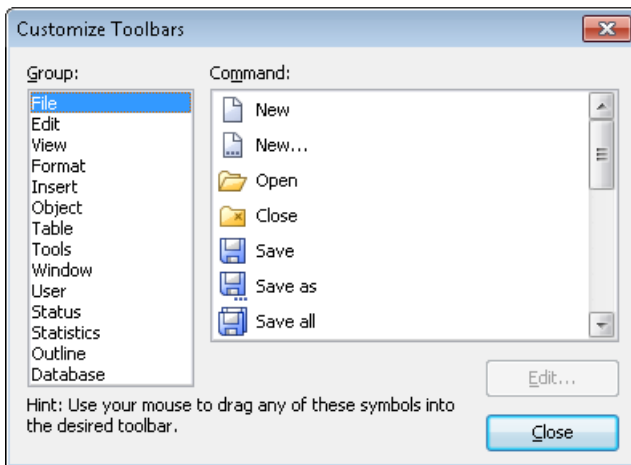 Customize Toolbars
Group:
Command:
File
Edit
View
Format
Insert
Object
Table
Tools
Window
User
Status
Statistics
Outline
Database
New
New...
Open
Close
Save
Save as
Save all
Edit...
Hint: Use your mouse to drag any of these symbols into
the desired toolbar.
Close